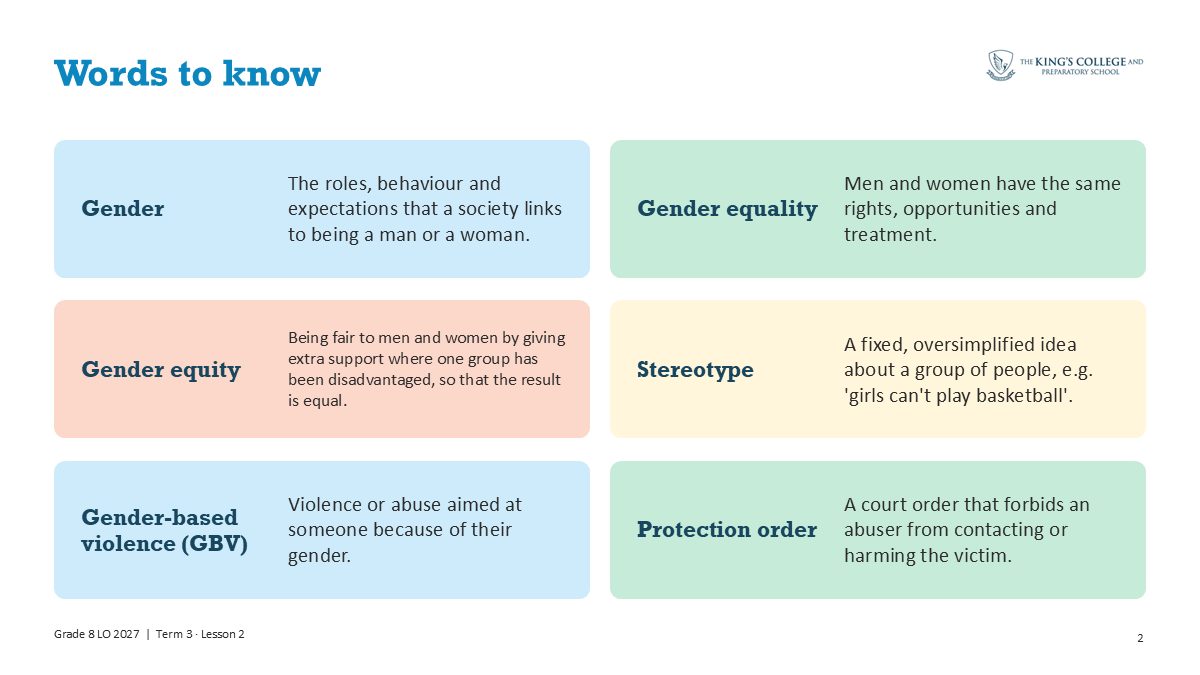 Words to know
THE KING'S COLLEGE AND
PREPARATORY SCHOOL
Gender
The roles, behaviour and
expectations that a society links
to being a man or a woman.
Gender equality
Men and women have the same
rights, opportunities and
treatment.
Gender equity
Being fair to men and women by giving
extra support where one group has
been disadvantaged, so that the result
is equal.
Stereotype
A fixed, oversimplified idea
about a group of people, e.g.
'girls can't play basketball'.
Gender-based
violence (GBV)
Violence or abuse aimed at
someone because of their
gender.
Protection order
A court order that forbids an
abuser from contacting or
harming the victim.
Grade 8 LO 2027 | Term 3 · Lesson 2
2